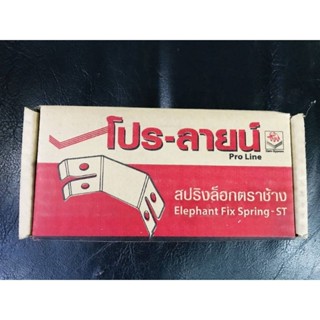 โปร-ลายน์
Pro Line
สปริงล็อกตราช้าง
Elephant Fix Spring - ST